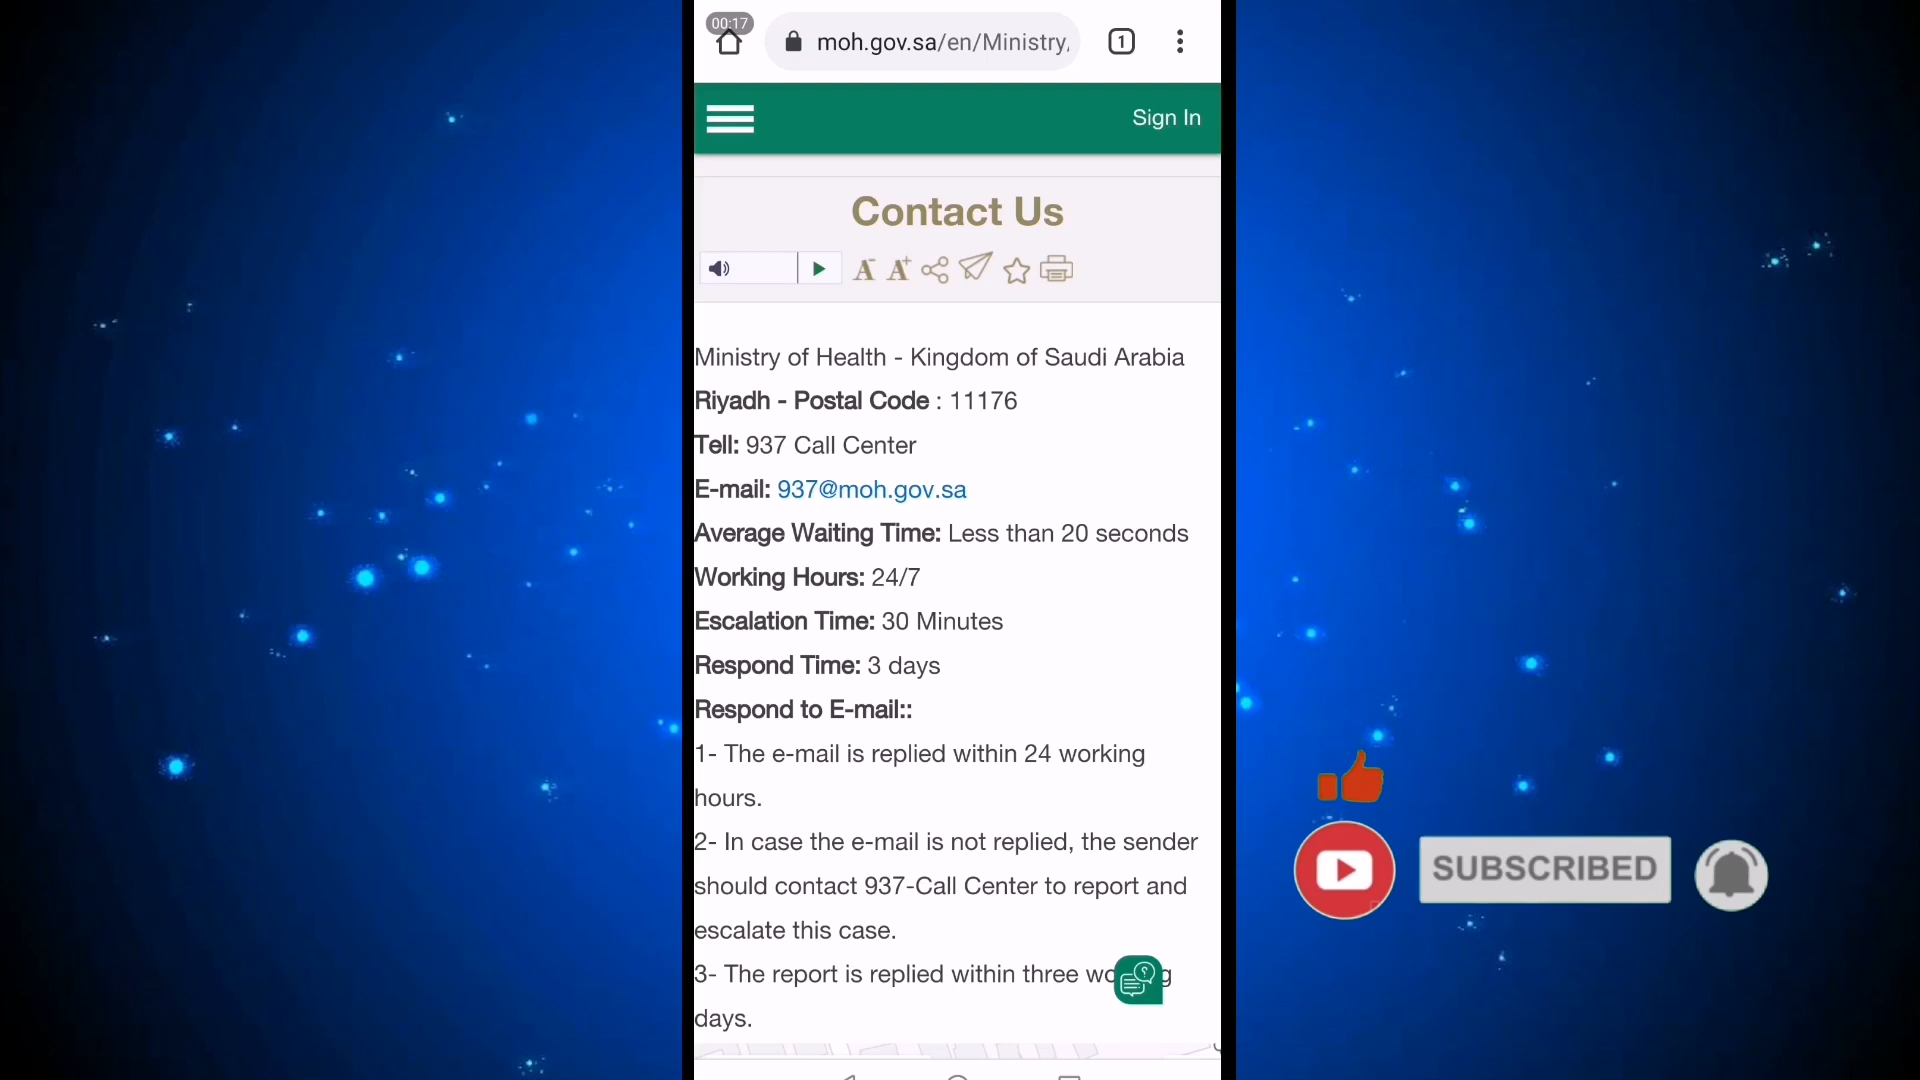 00:17
moh.gov.sa/en/Ministry
1
Sign In
Contact Us
A- A+
Ministry of Health - Kingdom of Saudi Arabia
Riyadh - Postal Code : 11176
Tell: 937 Call Center
E-mail: 937@moh.gov.sa
Average Waiting Time: Less than 20 seconds
Working Hours: 24/7
Escalation Time: 30 Minutes
Respond Time: 3 days
Respond to E-mail::
1- The e-mail is replied within 24 working
hours.
2- In case the e-mail is not replied, the sender
should contact 937-Call Center to report and
escalate this case.
3- The report is replied within three
days.
SUBSCRIBED